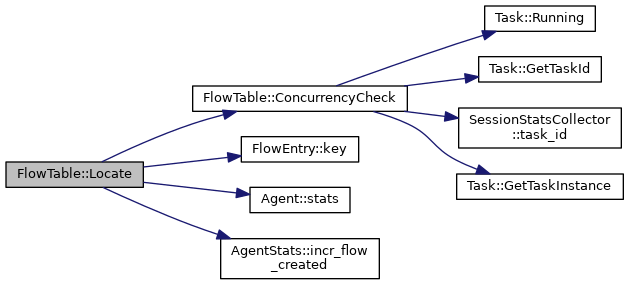 Task::Running
Task::GetTaskId
FlowTable::ConcurrencyCheck
SessionStatsCollector
::task_id
FlowEntry::key
FlowTable::Locate
Task::GetTaskInstance
Agent::stats
AgentStats::incr_flow
_created